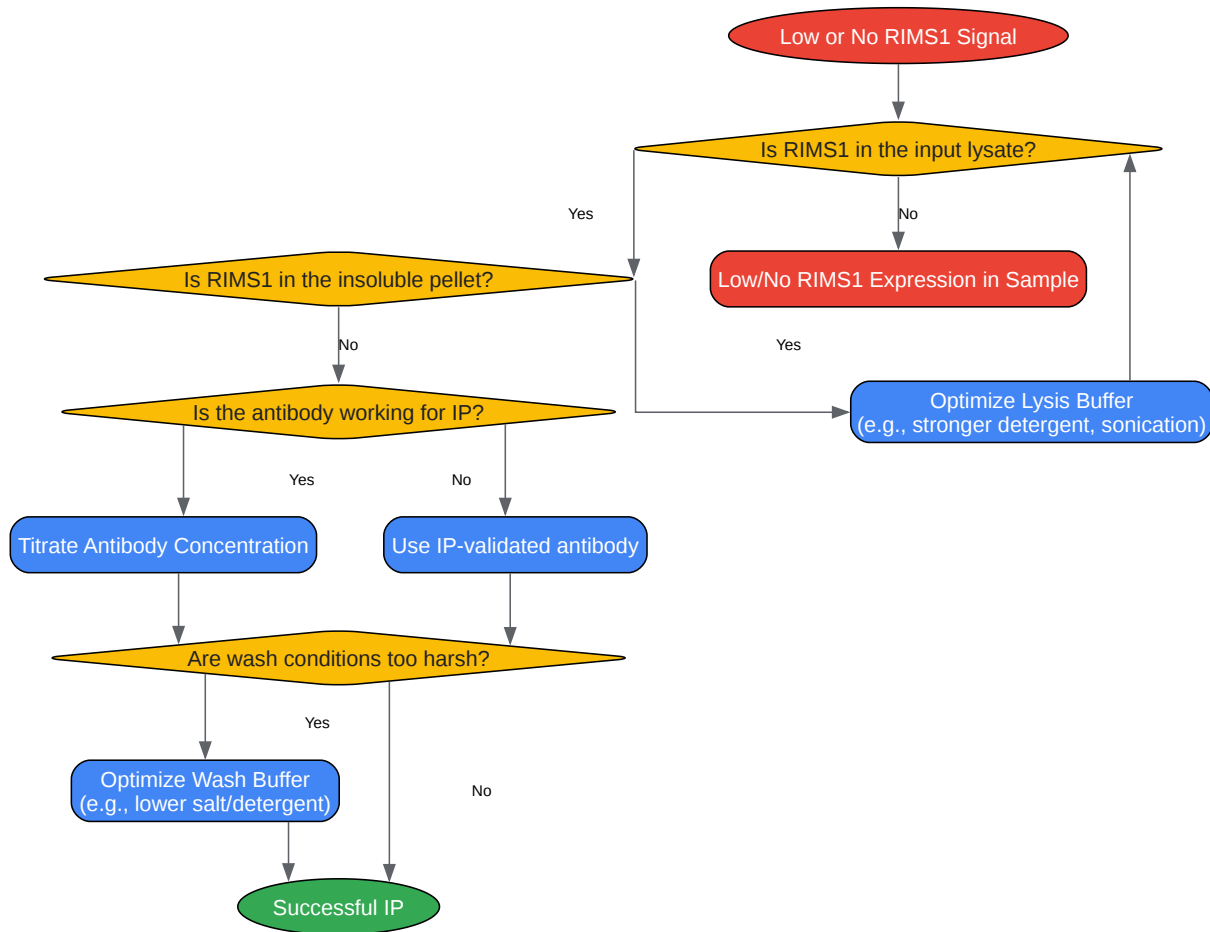 Low or No RIMS1 Signal
Is RIMS1 in the input lysate?
Yes
No
Is RIMS1 in the insoluble pellet?
Low/No RIMS1 Expression in Sample
No
Yes
Is the antibody working for IP?
Optimize Lysis Buffer
(e.g., stronger detergent, sonication)
Yes
No
Titrate Antibody Concentration
Use IP-validated antibody
Are wash conditions too harsh?
Yes
Optimize Wash Buffer
(e.g., lower salt/detergent)
No
Successful IP